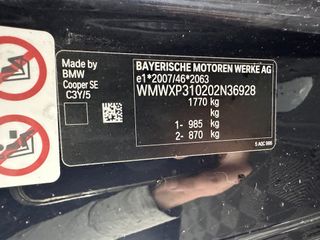 Made by
BMW
Cooper SE
C3Y/5
BAYERISCHE MOTOREN WERKE AG
e1*2007/46*2063
WMWXP310202N36928
1770 kg
kg
1- 985 kg
2- 870 kg